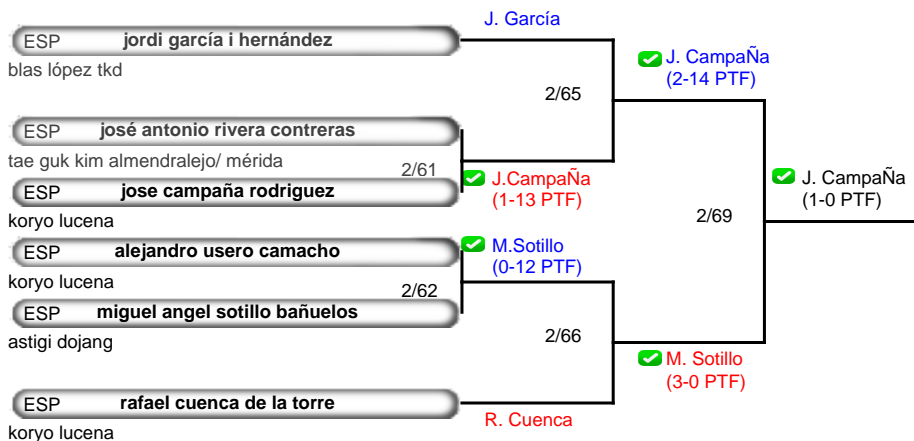 J. García
ESP jordi garcía i hernández
blas lópez tkd
J. CampaÑa
(2-14 PTF)
2/65
ESP josé antonio rivera contreras
tae guk kim almendralejo/ mérida
2/61
J.CampaÑa
(1-13 PTF)
ESP jose campaña rodriguez
koryo lucena
J. CampaÑa
(1-0 PTF)
2/69
ESP alejandro usero camacho
koryo lucena
M.Sotillo
(0-12 PTF)
2/62
ESP miguel angel sotillo bañuelos
astigi dojang
2/66
M. Sotillo
(3-0 PTF)
ESP rafael cuenca de la torre
koryo lucena
R. Cuenca